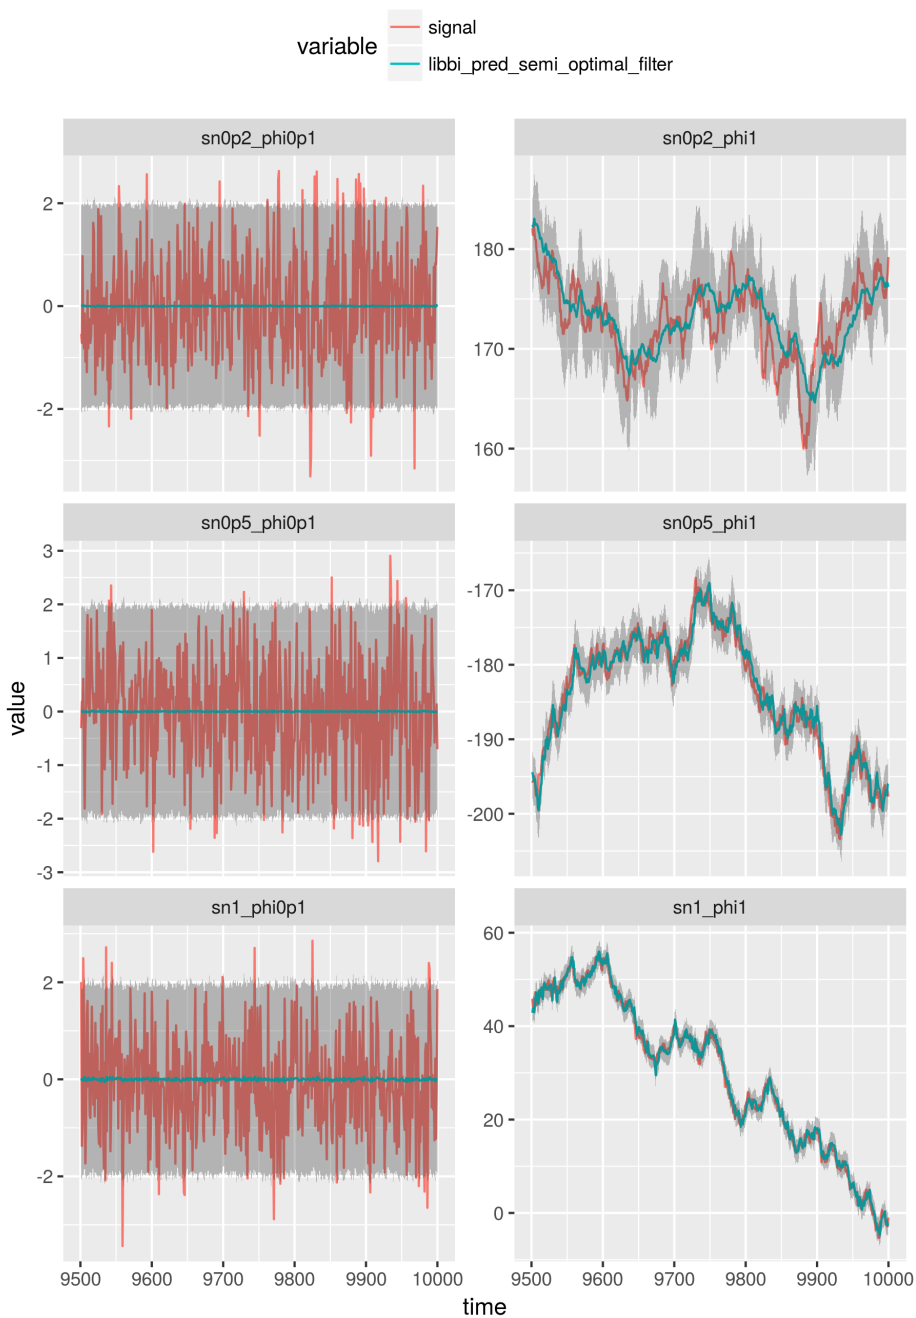 variable
signal
libbi_pred_semi_optimal_filter
sn0p2_phi0p1
sn0p2_phi1
2
0
-2
180
170
160
sn0p5_phi0p1
sn0p5_phi1
3
2
1
0
-1
-2
-3
-170
-180
-190
-200
value
sn1_phi0p1
sn1_phi1
2
0
-2
60
40
20
0
9500 9600 9700 9800 9900 10000
9500 9600 9700 9800 9900 10000
time